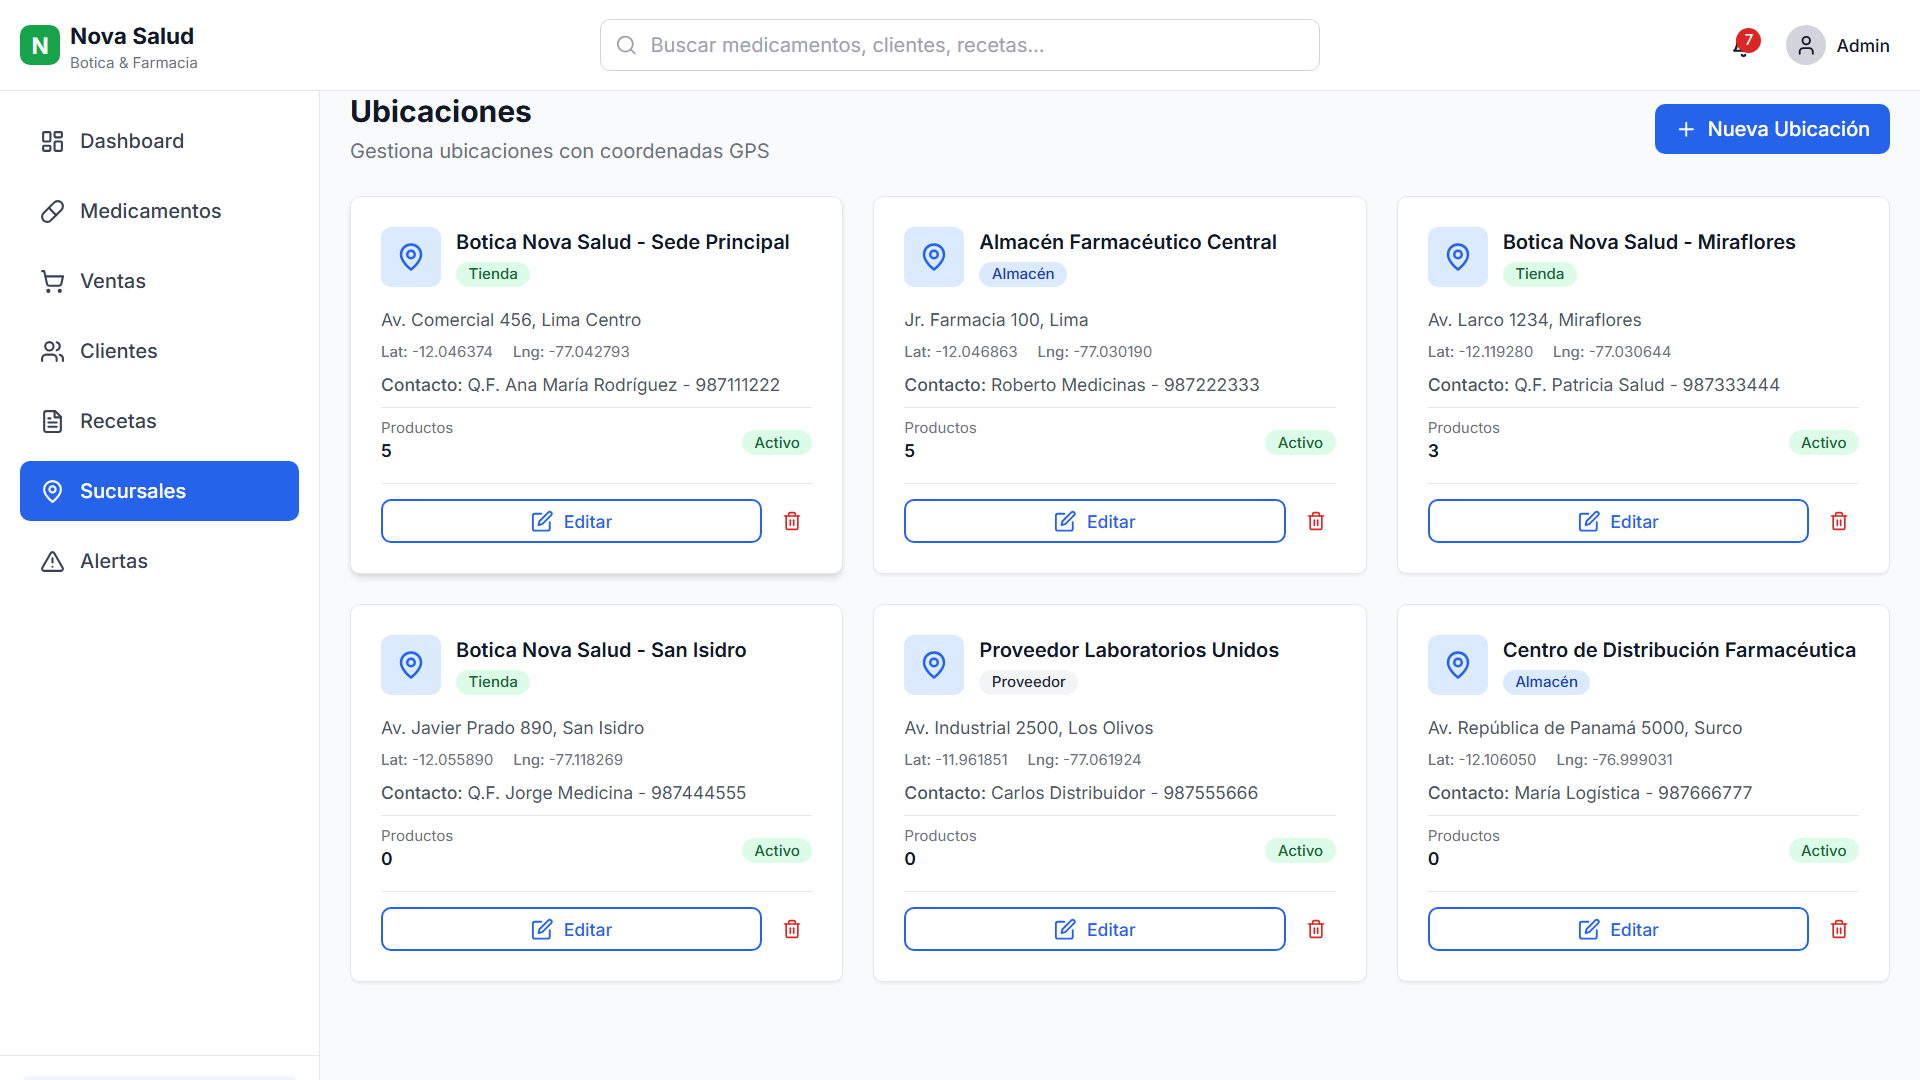 N
Nova Salud
Botica & Farmacia
Buscar medicamentos, clientes, recetas...
7
Admin
Dashboard
Medicamentos
Ventas
Clientes
Recetas
Sucursales
Alertas
Ubicaciones
Gestiona ubicaciones con coordenadas GPS
Nueva Ubicación
Botica Nova Salud - Sede Principal
Tienda
Av. Comercial 456, Lima Centro
Lat: -12.046374 Lng: -77.042793
Contacto: Q.F. Ana María Rodríguez - 987111222
Productos
5
Activo
Editar
Almacén Farmacéutico Central
Almacén
Jr. Farmacia 100, Lima
Lat: -12.046863 Lng: -77.030190
Contacto: Roberto Medicinas - 987222333
Productos
5
Activo
Editar
Botica Nova Salud - Miraflores
Tienda
Av. Larco 1234, Miraflores
Lat: -12.119280 Lng: -77.030644
Contacto: Q.F. Patricia Salud - 987333444
Productos
3
Activo
Editar
Botica Nova Salud - San Isidro
Tienda
Av. Javier Prado 890, San Isidro
Lat: -12.055890 Lng: -77.118269
Contacto: Q.F. Jorge Medicina - 987444555
Productos
0
Activo
Editar
Proveedor Laboratorios Unidos
Proveedor
Av. Industrial 2500, Los Olivos
Lat: -11.961851 Lng: -77.061924
Contacto: Carlos Distribuidor - 987555666
Productos
0
Activo
Editar
Centro de Distribución Farmacéutica
Almacén
Av. República de Panamá 5000, Surco
Lat: -12.106050 Lng: -76.999031
Contacto: María Logística - 987666777
Productos
0
Activo
Editar